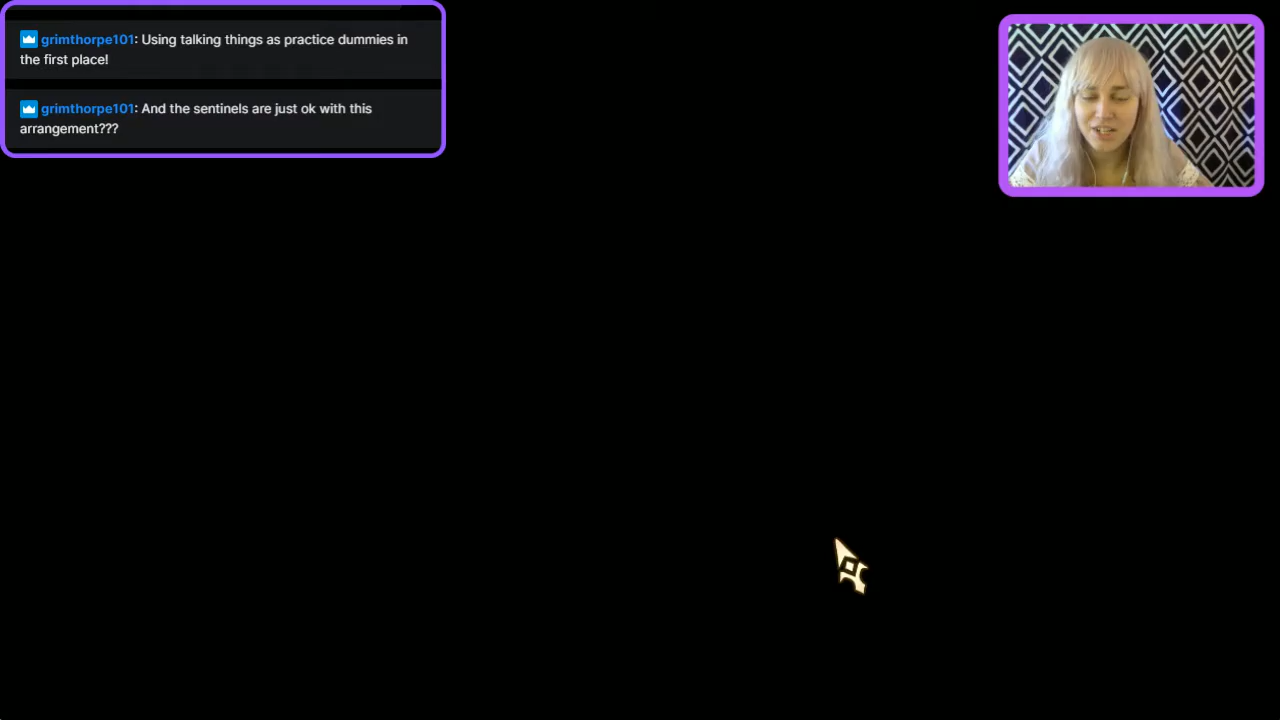 grimthorpe101: Using talking things as practice dummies in
the first place!
grimthorpe101: And the sentinels are just ok with this
arrangement???